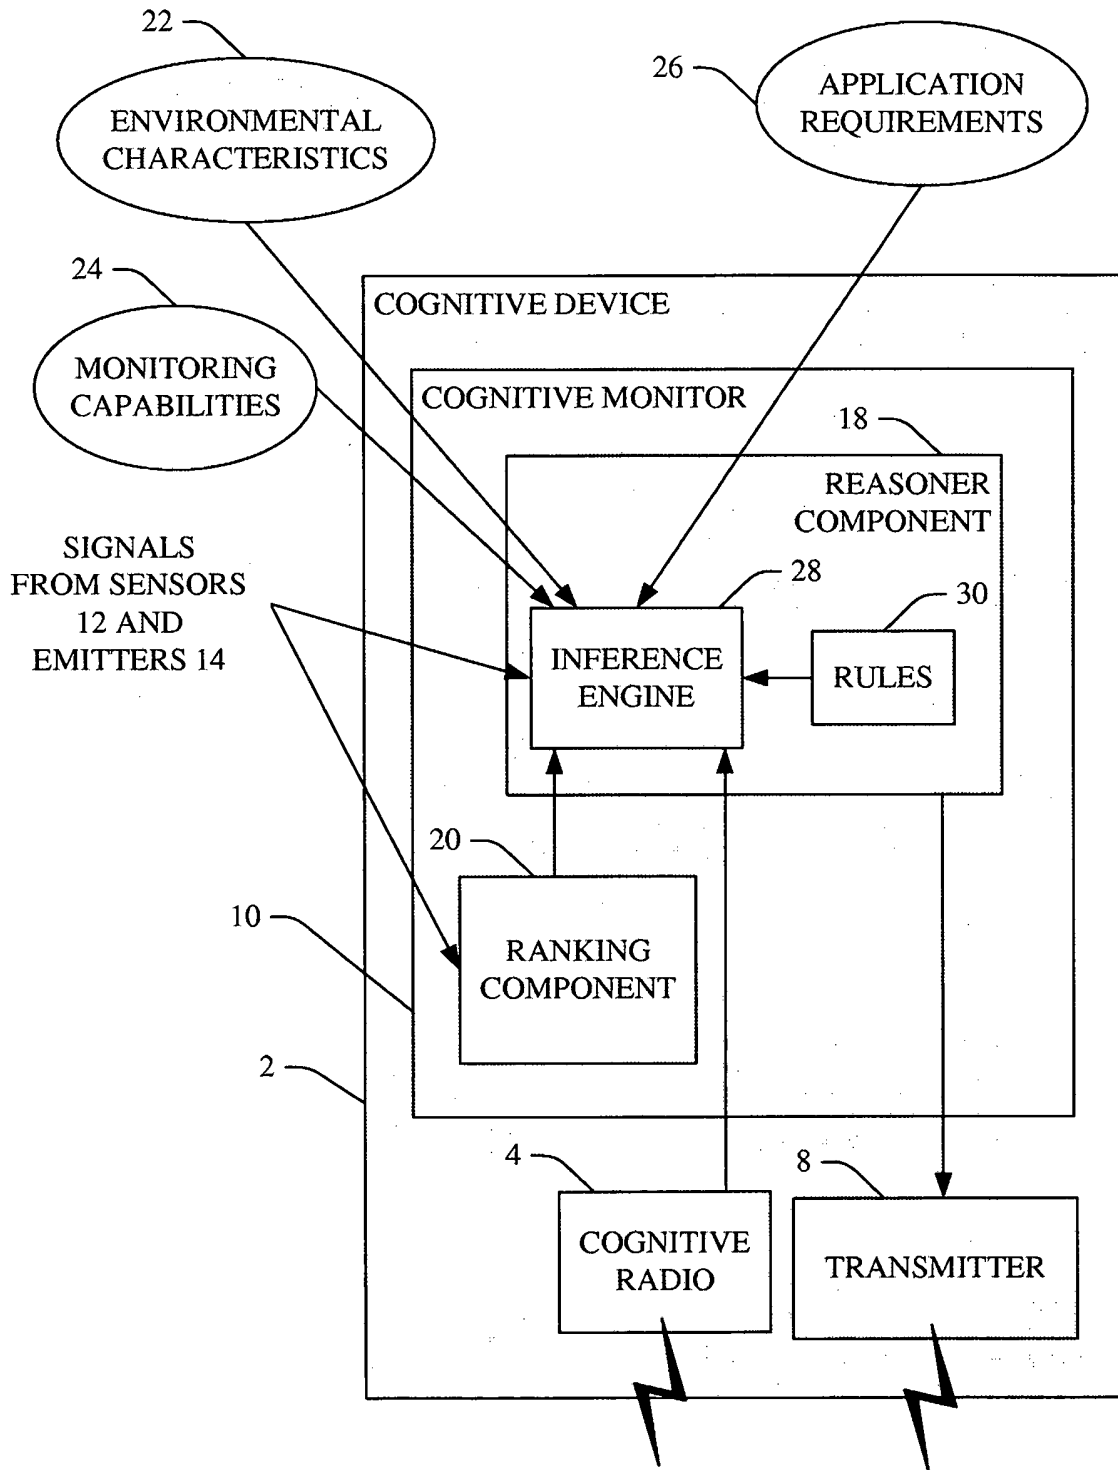 22
ENVIRONMENTAL
CHARACTERISTICS
26
APPLICATION
REQUIREMENTS
24
MONITORING
CAPABILITIES
COGNITIVE DEVICE
COGNITIVE MONITOR
18
REASONER
COMPONENT
SIGNALS
FROM SENSORS
12 AND
EMITTERS 14
28
INFERENCE
ENGINE
30
RULES
20
RANKING
COMPONENT
10
2
4
COGNITIVE
RADIO
8
TRANSMITTER